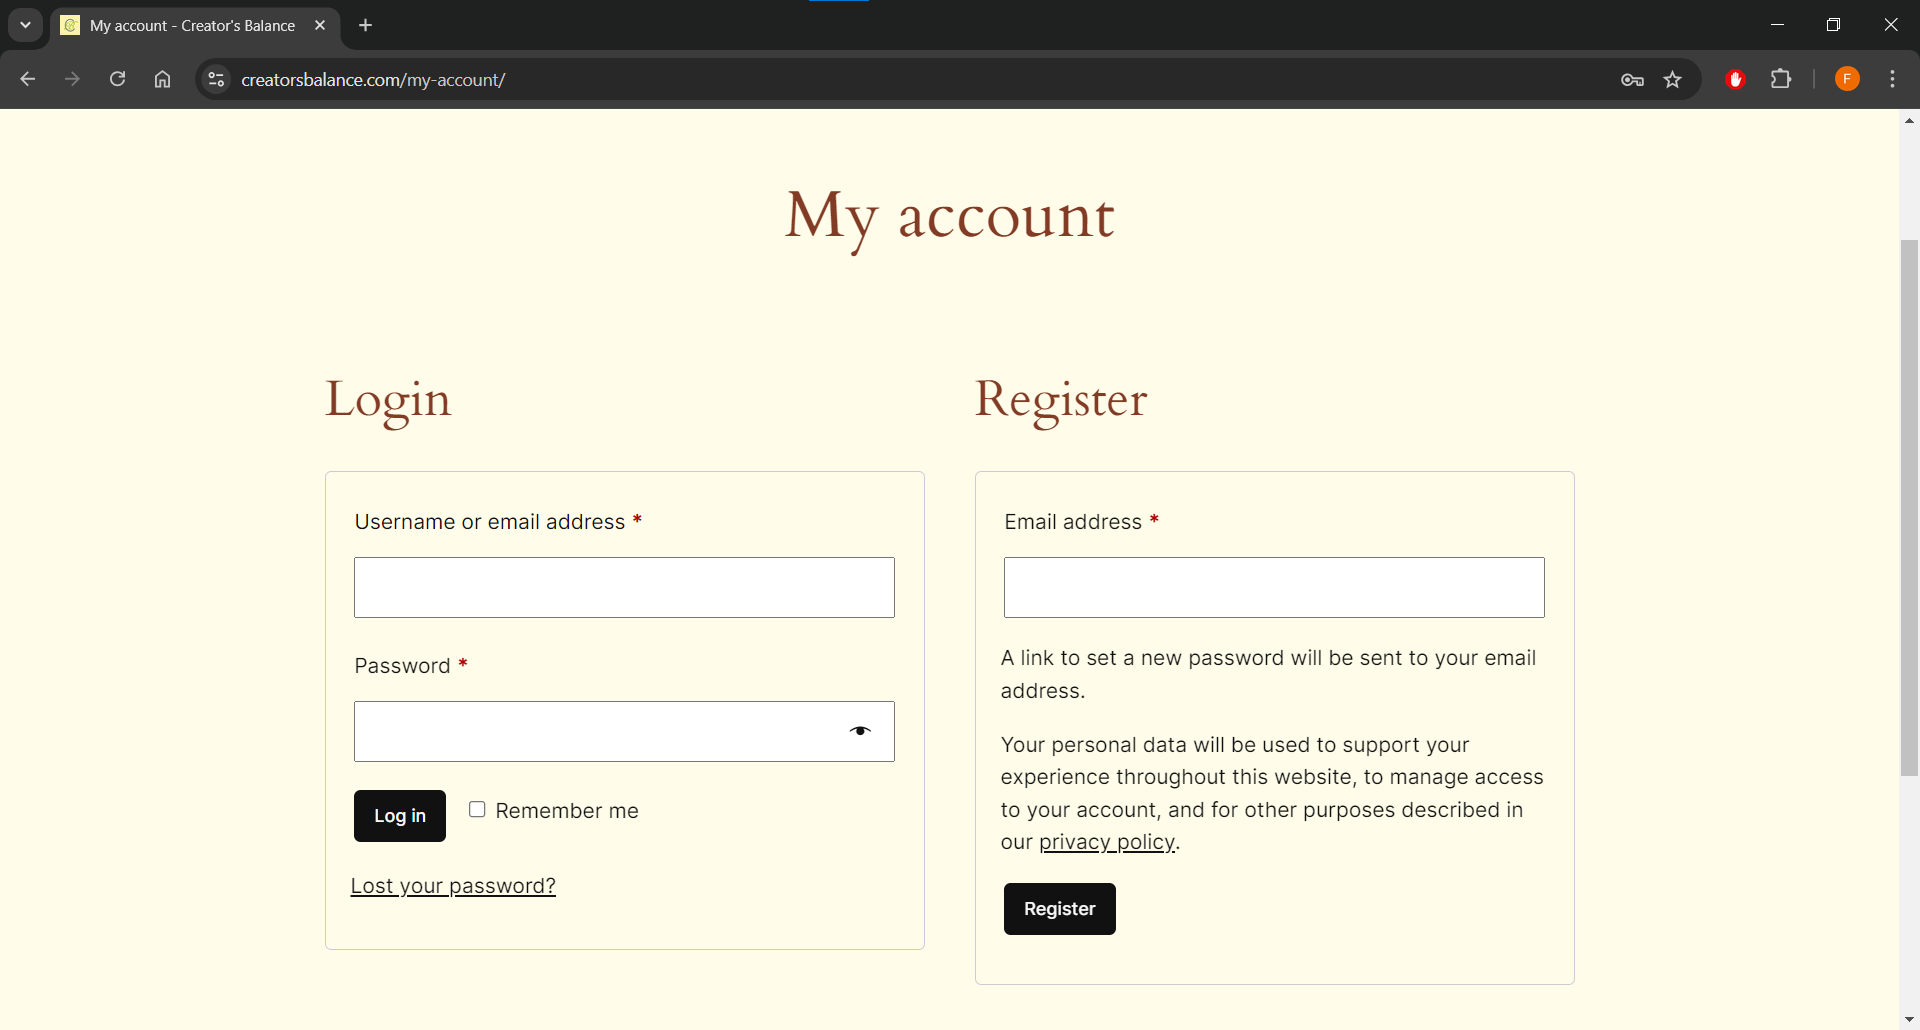 My account - Creator's Balance
creatorsbalance.com/my-account/
F
My account
Login
Username or email address *
Password *
Log in
Remember me
Lost your password?
Register
Email address *
A link to set a new password will be sent to your email
address.
Your personal data will be used to support your
experience throughout this website, to manage access
to your account, and for other purposes described in
our privacy policy.
Register